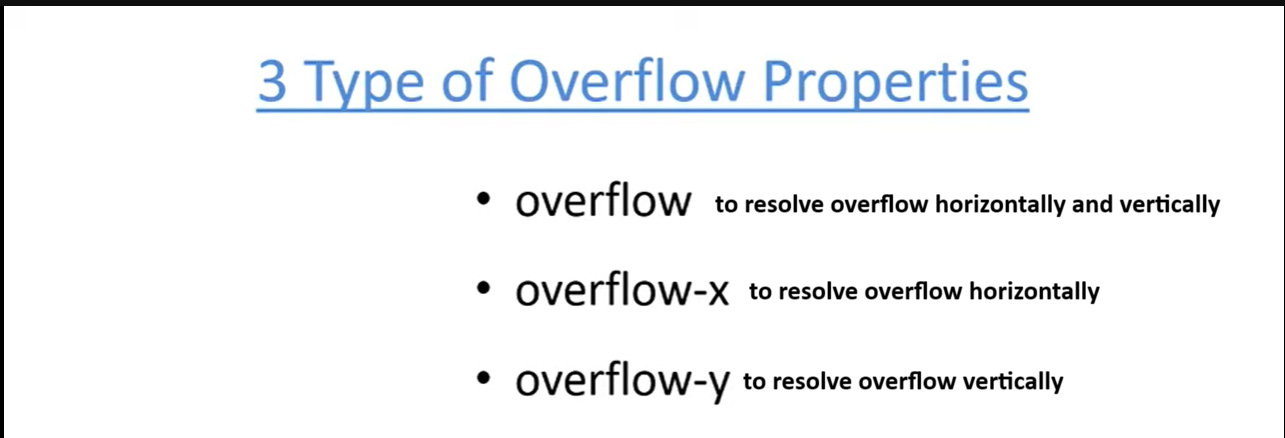 3 Type of Overflow Properties
• overflow to resolve overflow horizontally and vertically
• overflow-x to resolve overflow horizontally
• overflow-y to resolve overflow vertically